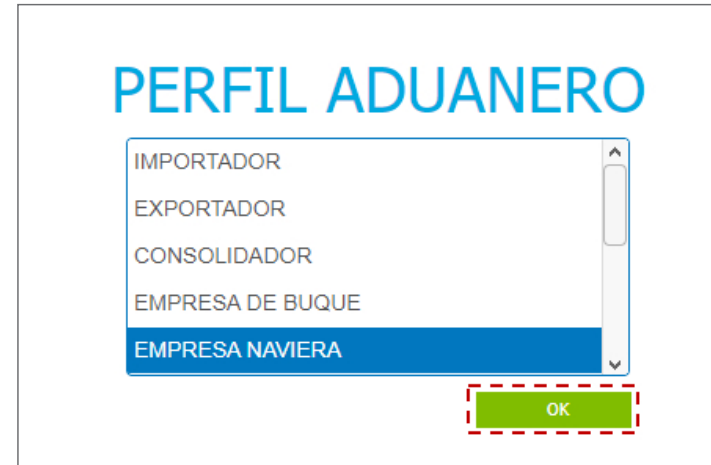 PERFIL ADUANERO
IMPORTADOR
EXPORTADOR
CONSOLIDADOR
EMPRESA DE BUQUE
EMPRESA NAVIERA
OK